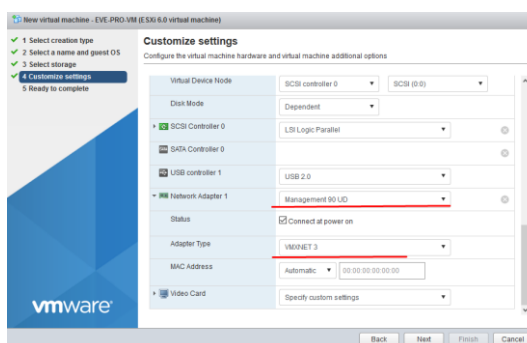 New virtual machine - EVE-PRO-VM (ESXi 6.0 virtual machine)
1 Select creation type
2 Select a name and guest OS
3 Select storage
4 Customize settings
5 Ready to complete
Customize settings
Configure the virtual machine hardware and virtual machine additional options
Virtual Device Node SCSI controller 0 SCSI (0:0)
Disk Mode Dependent
SCSI Controller 0 LSI Logic Parallel
SATA Controller 0
USB controller 1 USB 2.0
Network Adapter 1 Management 90 UD
Status Connect at power on
Adapter Type VMXNET 3
MAC Address Automatic 00:00:00:00:00:00
Video Card Specify custom settings
vmware
Back Next Finish Cancel